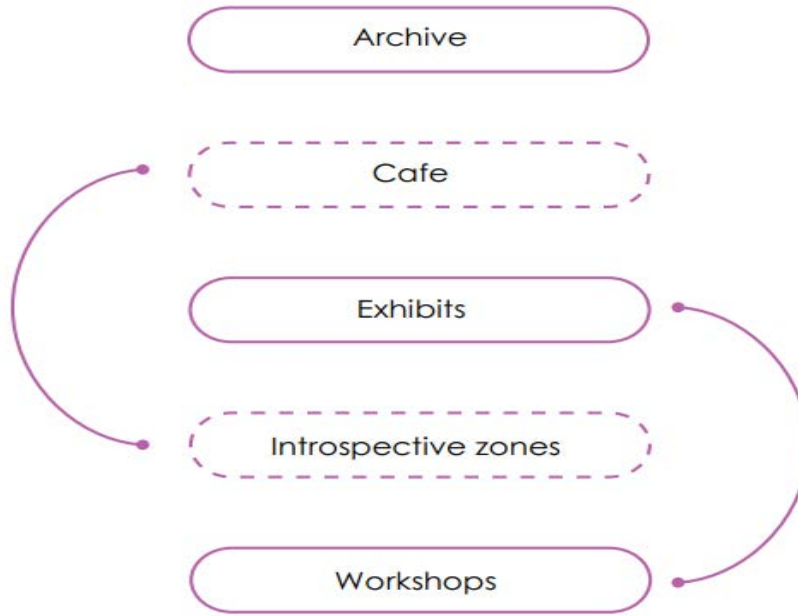 Archive
Cafe
Exhibits
Introspective zones
Workshops